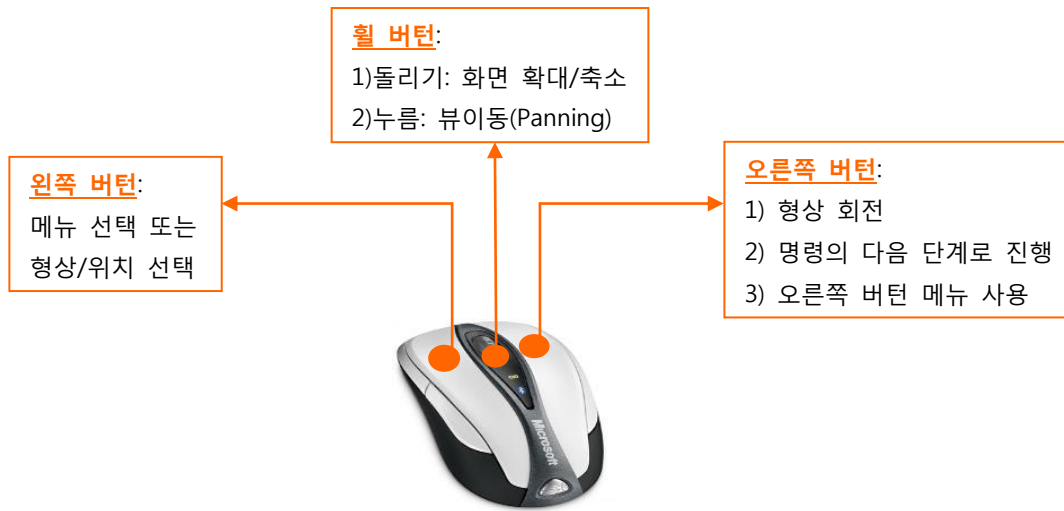 휠 버턴:
1)돌리기: 화면 확대/축소
2)누름: 뷰이동(Panning)
왼쪽 버턴:
메뉴 선택 또는
형상/위치 선택
오른쪽 버턴:
1) 형상 회전
2) 명령의 다음 단계로 진행
3) 오른쪽 버턴 메뉴 사용
Microsoft